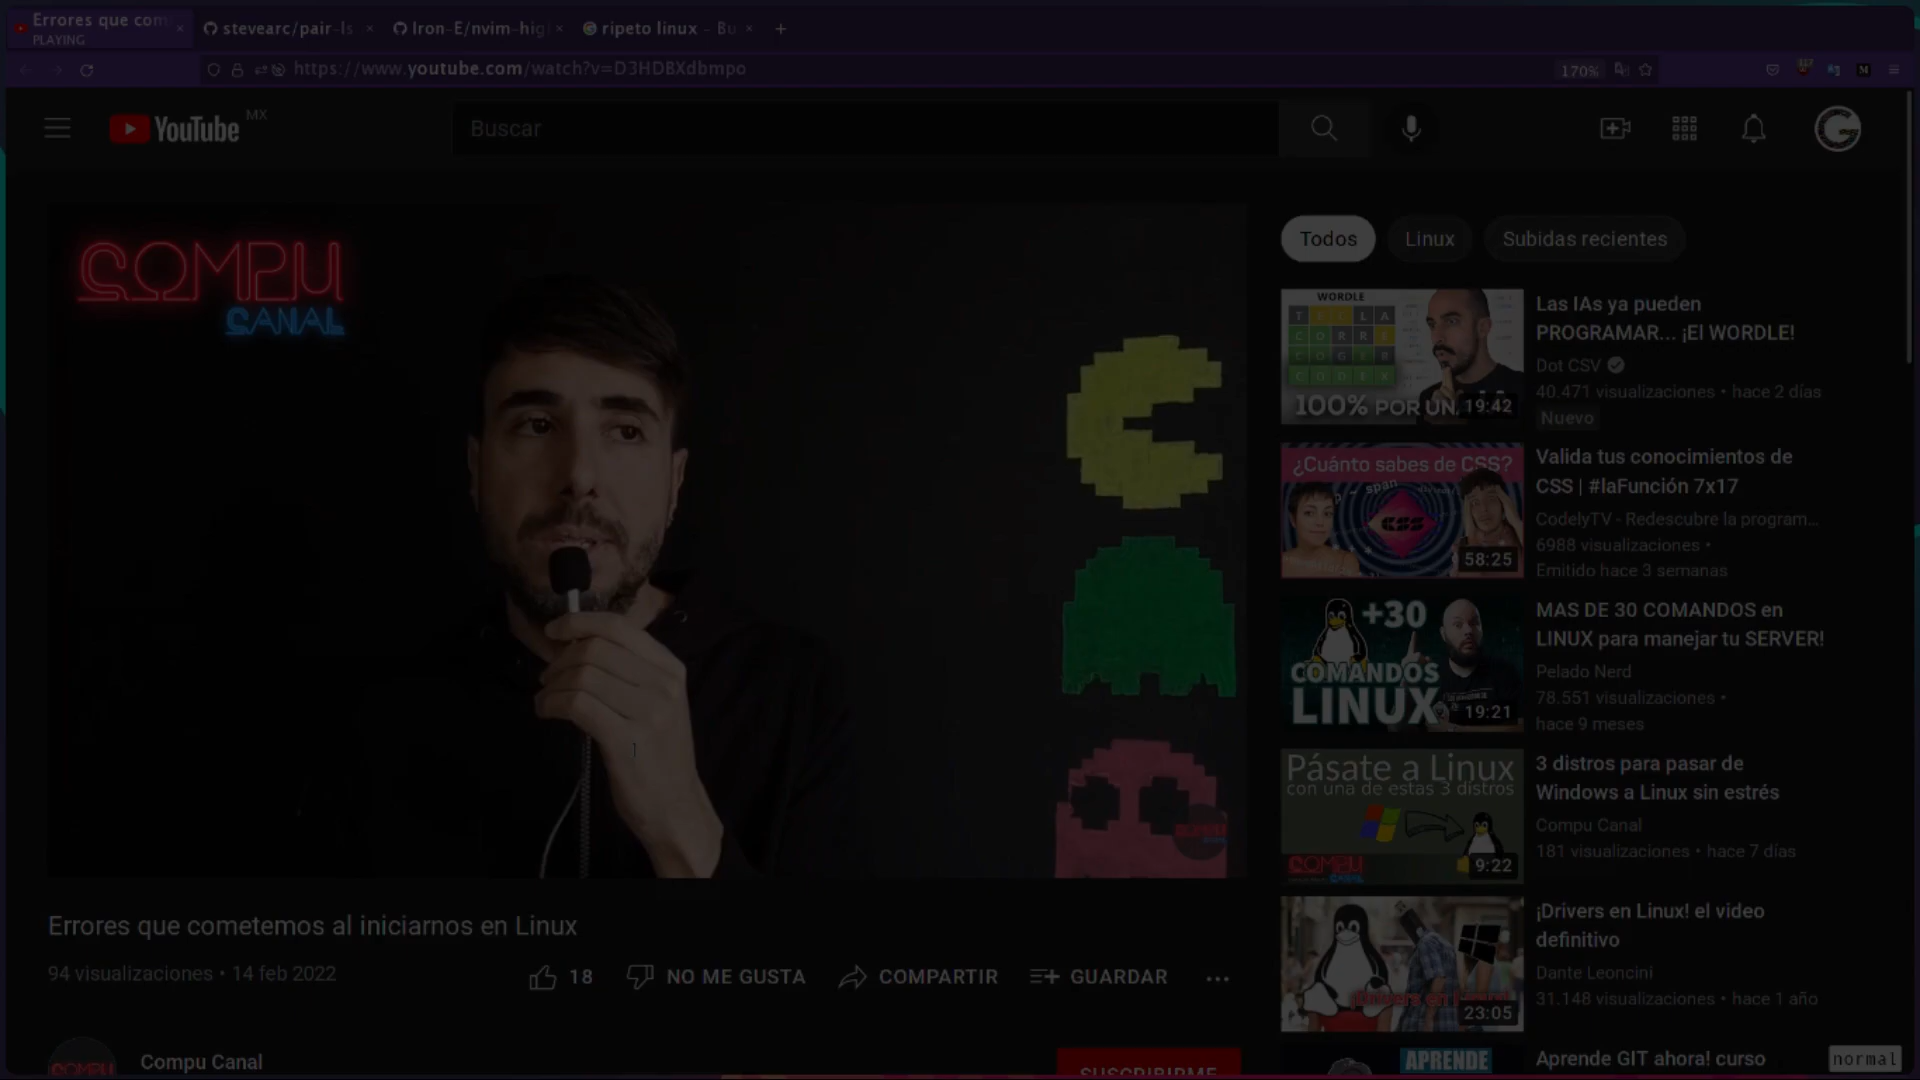 Errores que com
PLAYING
stevearc/pair-ls
Iron-E/nvim-hig
ripeto linux - Bu
https://www.youtube.com/watch?v=D3HDBXdbmpo
170%
YouTube MX
Buscar
COMPU
CANAL
Todos
Linux
Subidas recientes
WORDLE
100% POR UN
19:42
Las IAs ya pueden
PROGRAMAR... ¡El WORDLE!
Dot CSV
40.471 visualizaciones • hace 2 días
Nuevo
¿Cuánto sabes de CSS?
span
CSS
58:25
Valida tus conocimientos de
CSS | #laFunción 7x17
CodelyTV - Redescubre la program...
6988 visualizaciones •
Emitido hace 3 semanas
+30
COMANDOS
LINUX
19:21
MAS DE 30 COMANDOS en
LINUX para manejar tu SERVER!
Pelado Nerd
78.551 visualizaciones •
hace 9 meses
Pásate a Linux
con una de estas 3 distros
COMPU
CANAL
9:22
3 distros para pasar de
Windows a Linux sin estrés
Compu Canal
181 visualizaciones • hace 7 días
23:05
¡Drivers en Linux! el video
definitivo
Dante Leoncini
31.148 visualizaciones • hace 1 año
Errores que cometemos al iniciarnos en Linux
94 visualizaciones • 14 feb 2022
18
NO ME GUSTA
COMPARTIR
GUARDAR
COMPU
Compu Canal
SUSCRIBIRME
APRENDE
Aprende GIT ahora! curso
normal